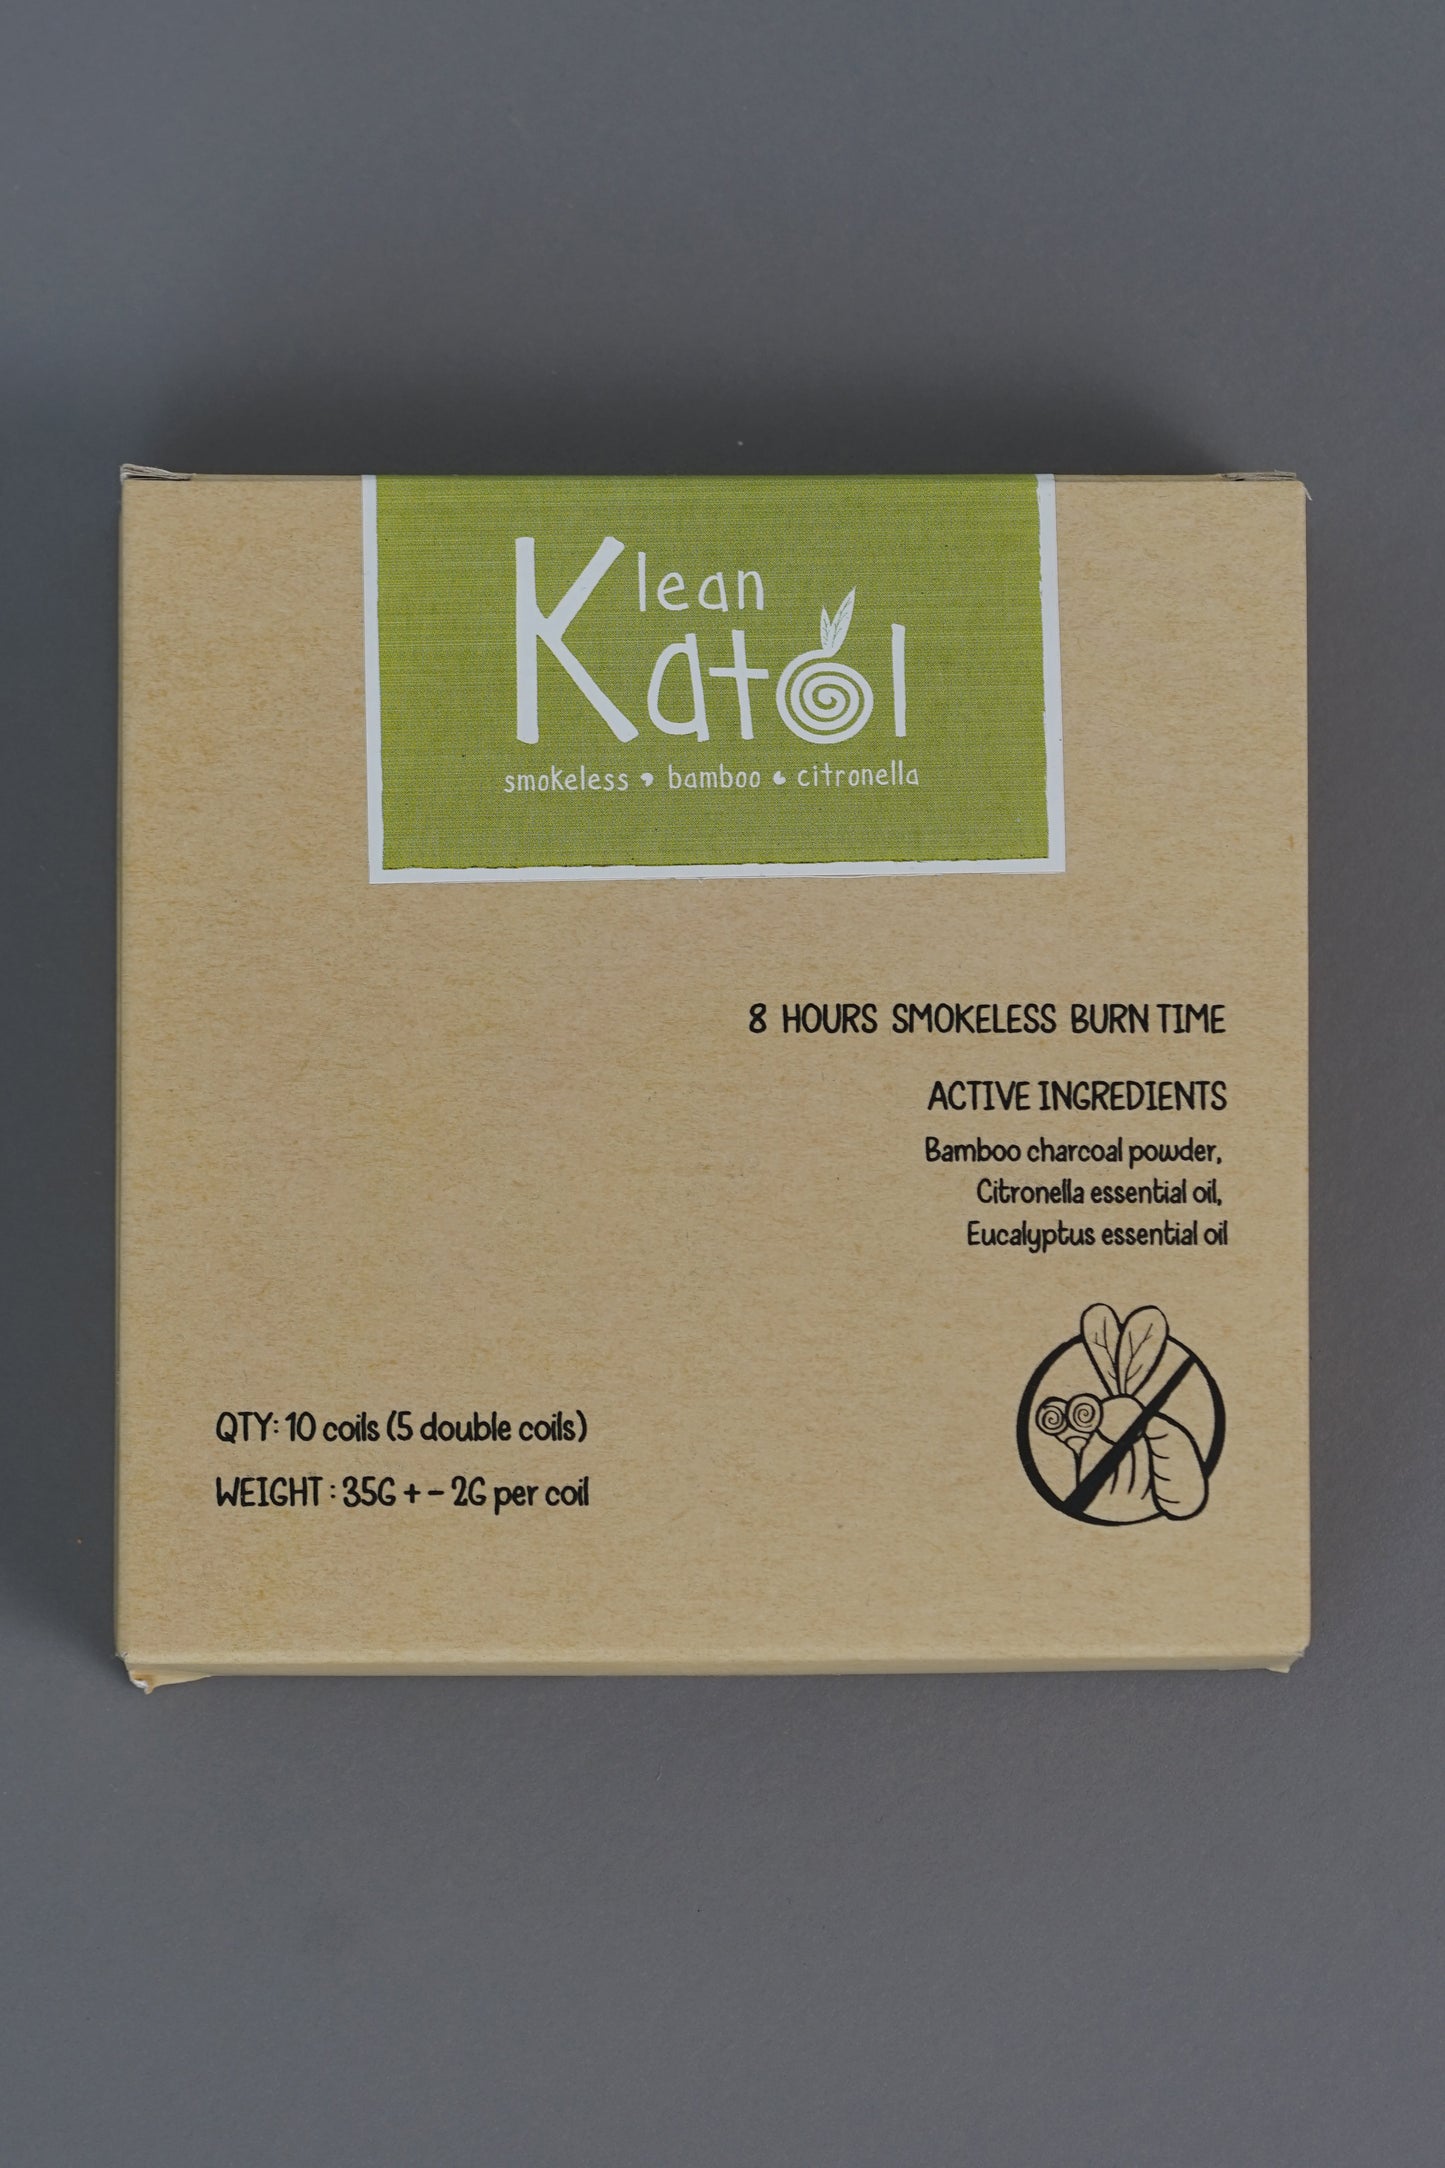 Klean
Katol
smokeless • bamboo • citronella
8 HOURS SMOKELESS BURN TIME
ACTIVE INGREDIENTS
Bamboo charcoal powder,
Citronella essential oil,
Eucalyptus essential oil
QTY: 10 coils (5 double coils)
WEIGHT : 35G + - 2G per coil